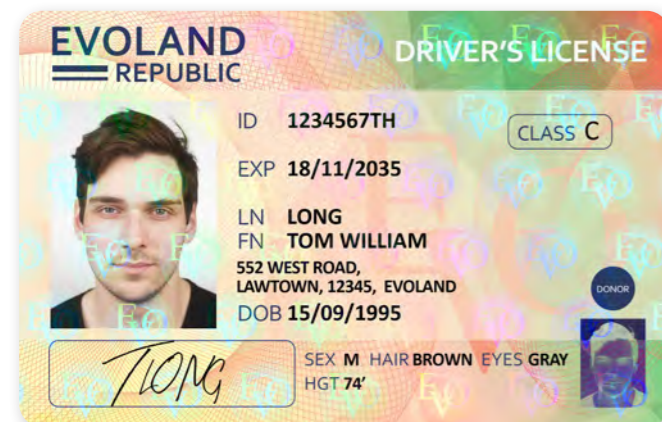 EVOLAND
REPUBLIC
DRIVER'S LICENSE
ID 1234567TH
CLASS C
EXP 18/11/2035
LN LONG
FN TOM WILLIAM
552 WEST ROAD,
LAWTOWN, 12345, EVOLAND
DONOR
DOB 15/09/1995
TLONG
SEX M HAIR BROWN EYES GRAY
HGT 74'